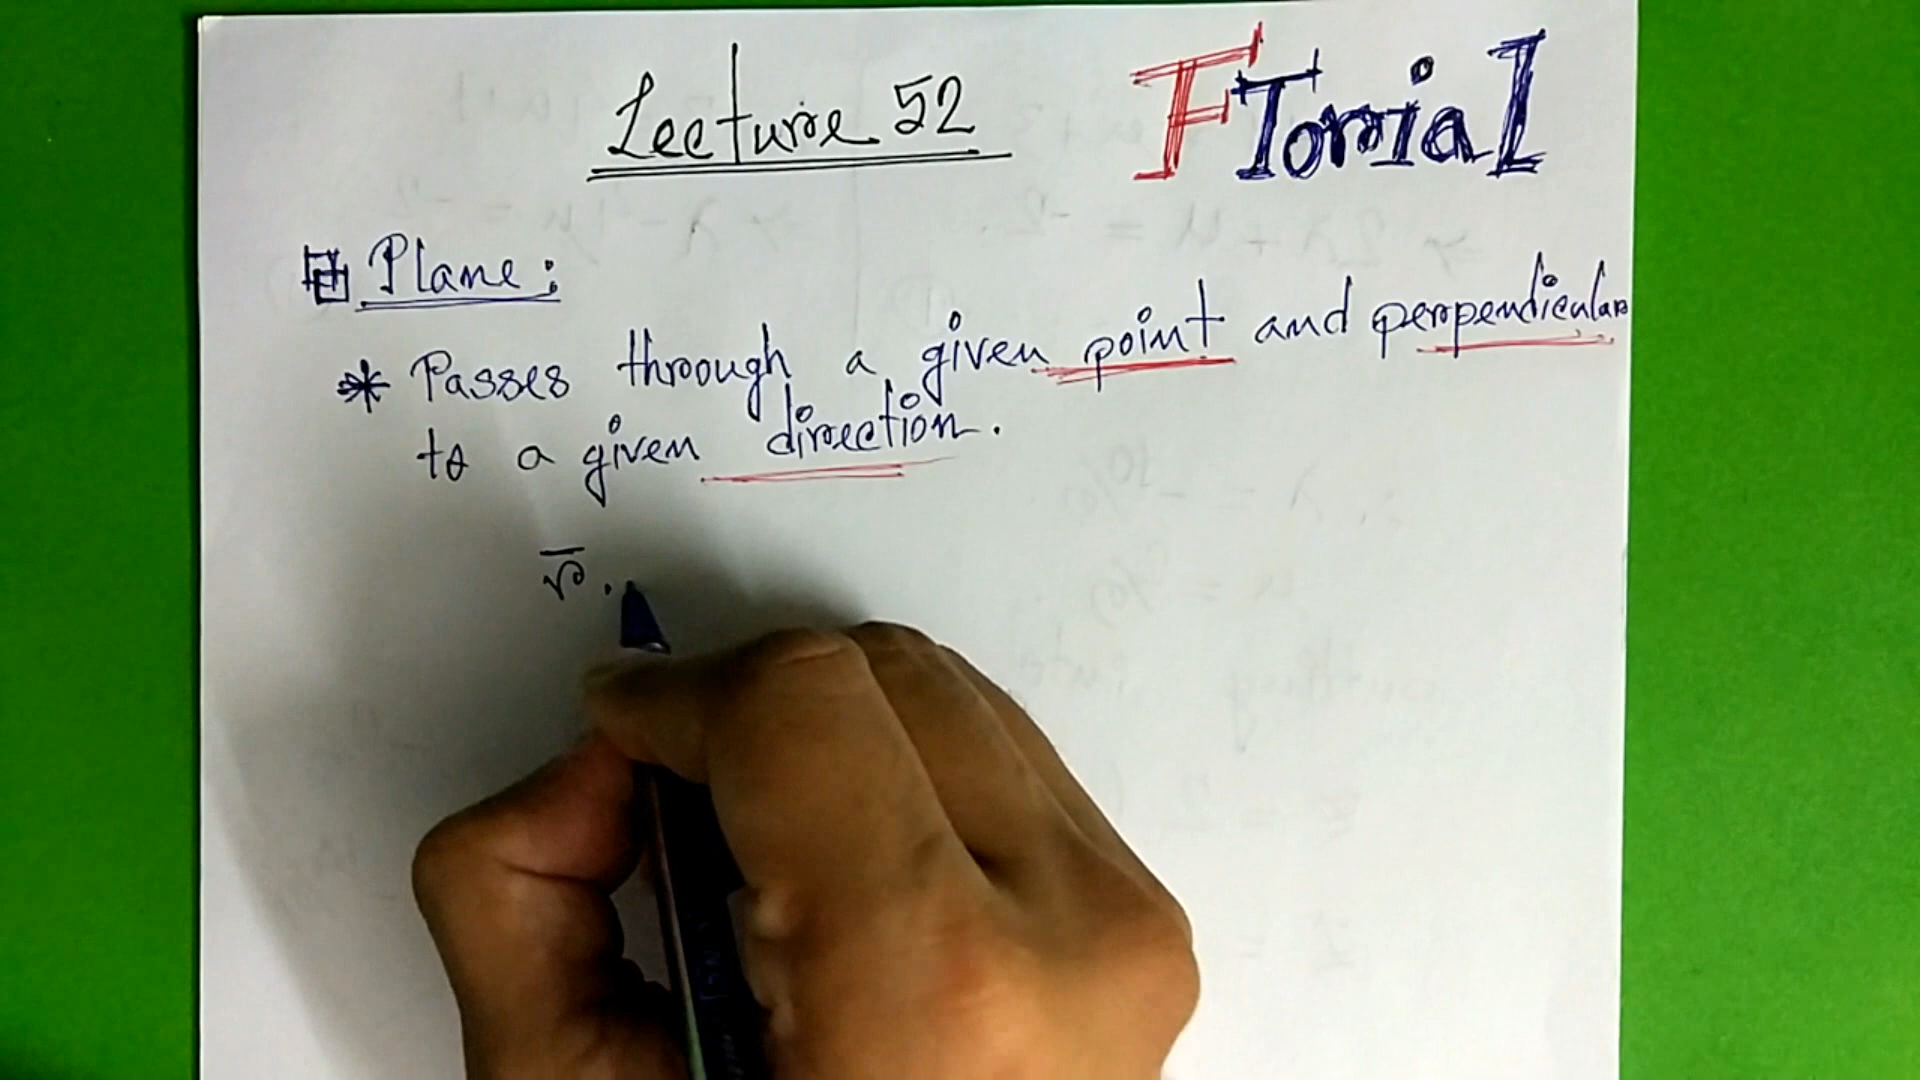 Lecture 52
FTorial
Plane:
* Passes through a given point and perpendicular
to a given direction.
r̅ .